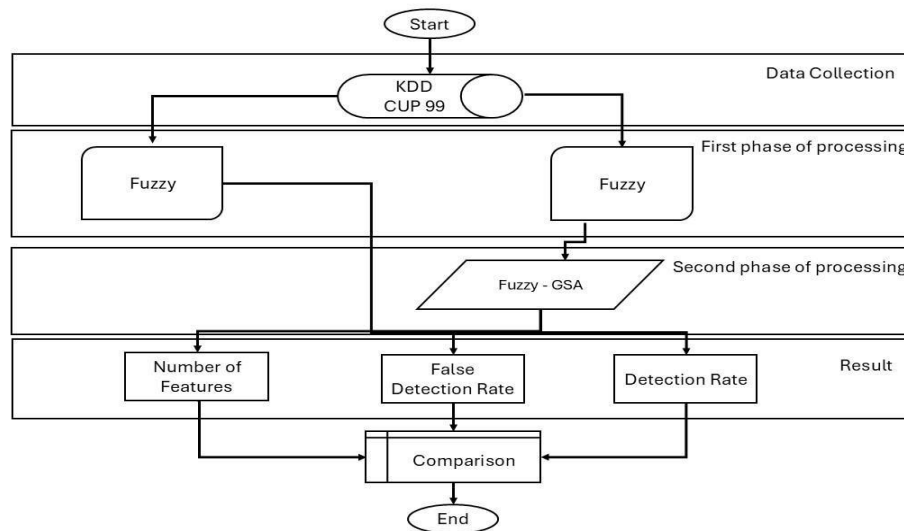 Start
Data Collection
KDD
CUP 99
First phase of processing
Fuzzy
Fuzzy
Second phase of processing
Fuzzy - GSA
Result
Number of
Features
False
Detection Rate
Detection Rate
Comparison
End